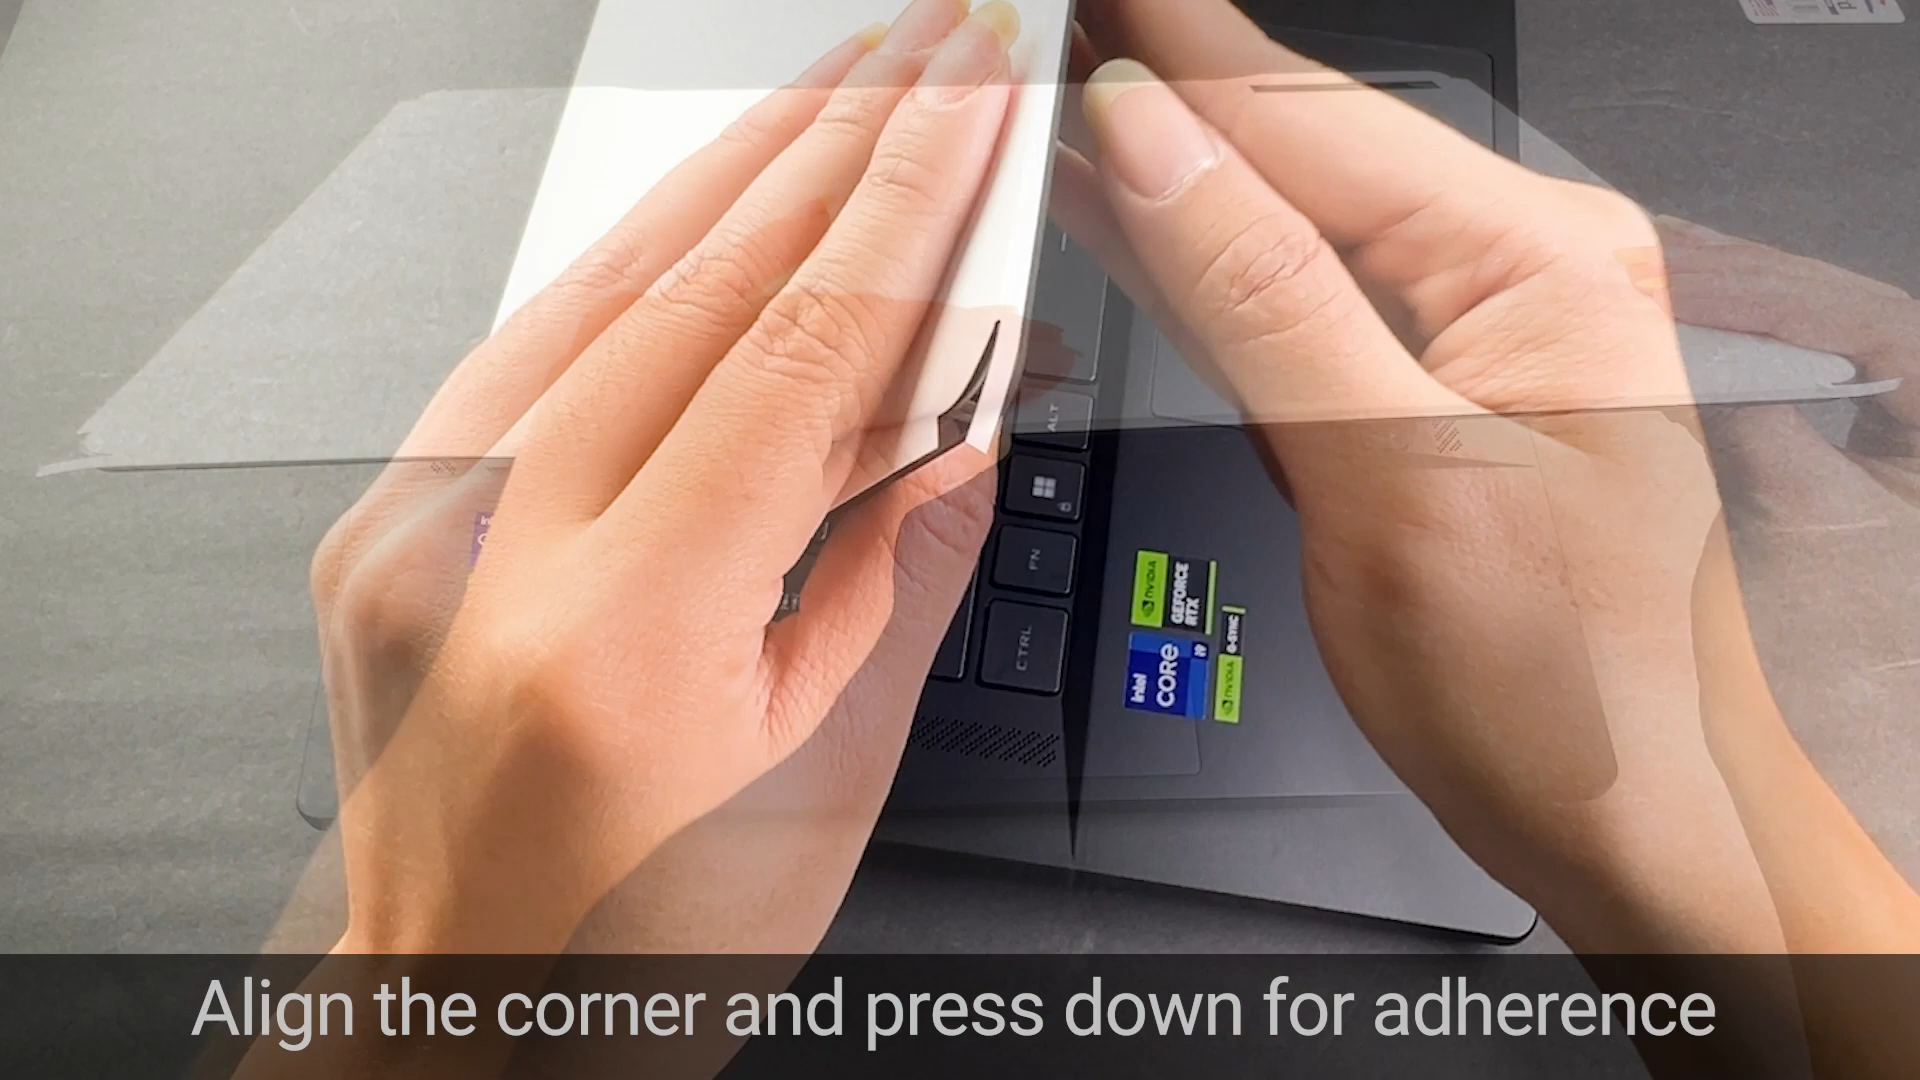 ALT
FN
CTRL
NVIDIA
GEFORCE
RTX
intel
CORE
i9
NVIDIA
G-SYNC
Align the corner and press down for adherence